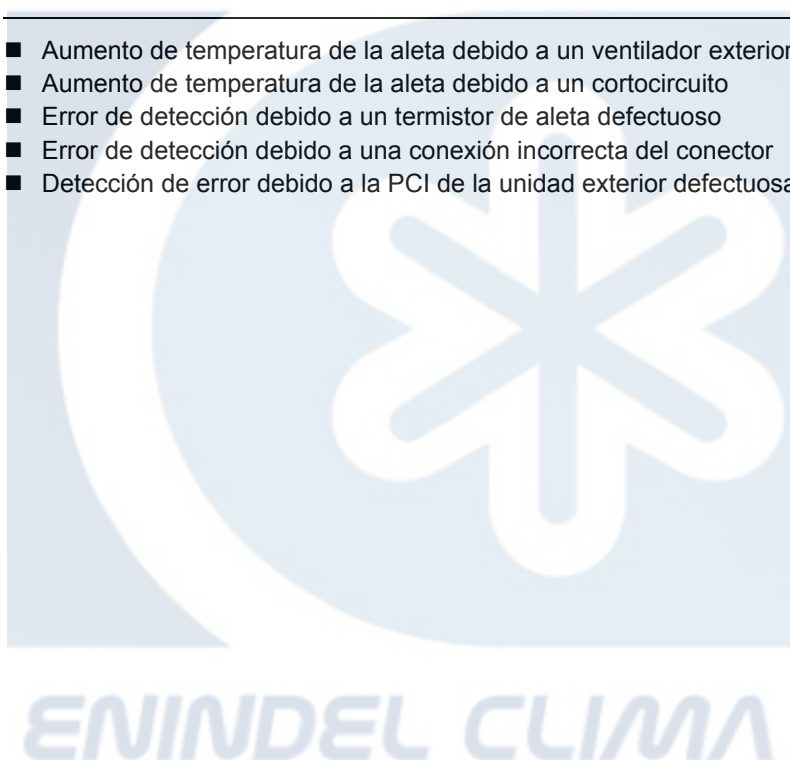 ■ Aumento de temperatura de la aleta debido a un ventilador exterior
■ Aumento de temperatura de la aleta debido a un cortocircuito
■ Error de detección debido a un termistor de aleta defectuoso
■ Error de detección debido a una conexión incorrecta del conector
■ Detección de error debido a la PCI de la unidad exterior defectuosa
ENINDEL CLIMA